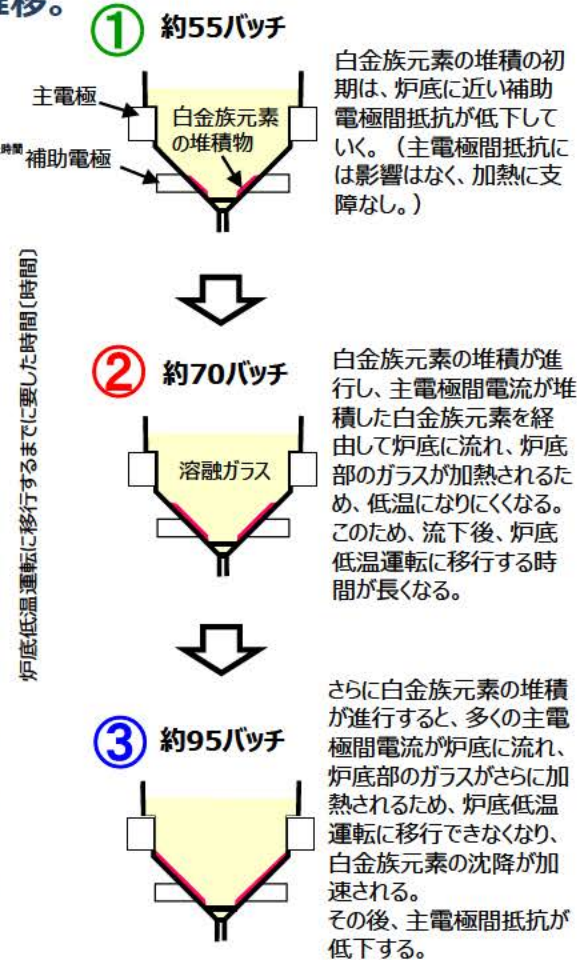 推移。
① 約55バッチ
主電極
白金族元素
の堆積物
時間
補助電極
白金族元素の堆積の初
期は、炉底に近い補助
電極間抵抗が低下して
いく。（主電極間抵抗に
は影響はなく、加熱に支
障なし。）
炉底低温運転に移行するまでに要した時間〔時間〕
② 約70バッチ
溶融ガラス
白金族元素の堆積が進
行し、主電極間電流が堆
積した白金族元素を経
由して炉底に流れ、炉底
部のガラスが加熱されるた
め、低温になりにくくなる。
このため、流下後、炉底
低温運転に移行する時
間が長くなる。
③ 約95バッチ
さらに白金族元素の堆積
が進行すると、多くの主電
極間電流が炉底に流れ、
炉底部のガラスがさらに加
熱されるため、炉底低温
運転に移行できなくなり、
白金族元素の沈降が加
速される。
その後、主電極間抵抗が
低下する。